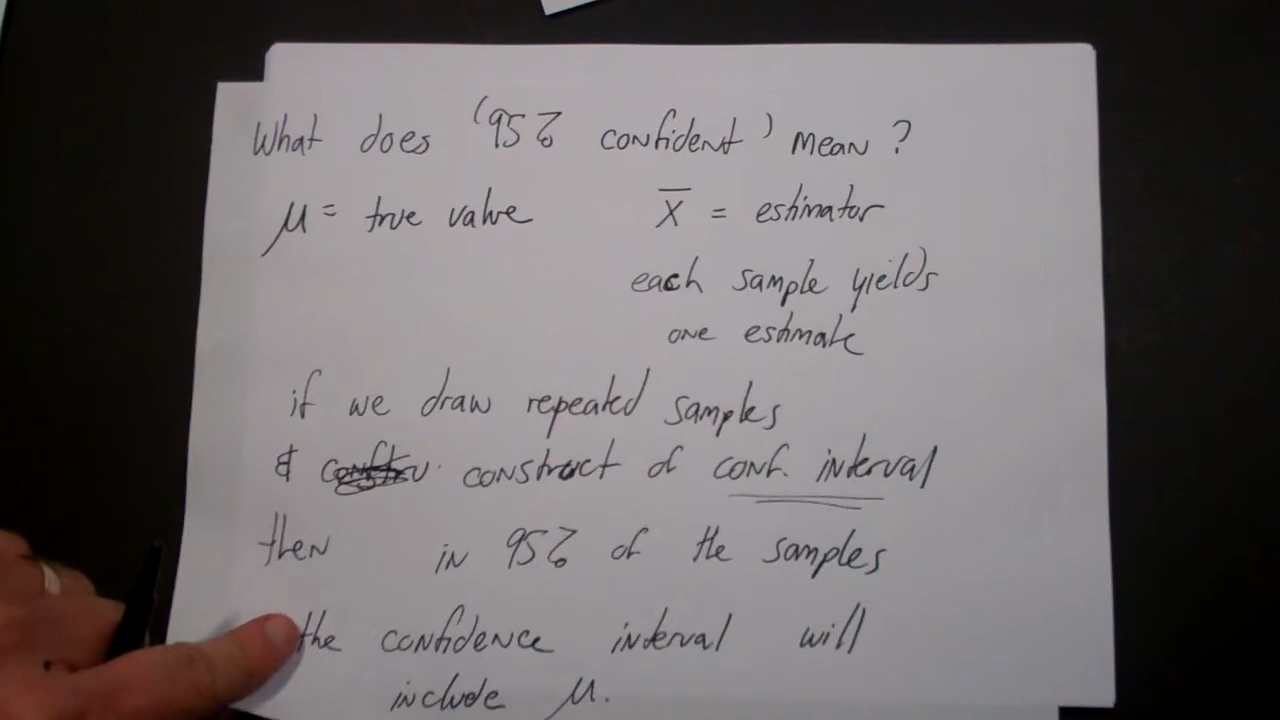 What does '95% confident' mean?
μ = true value X̄ = estimator
each sample yields
one estimate
if we draw repeated samples
& construct of conf. interval
then in 95% of the samples
the confidence interval will
include μ.